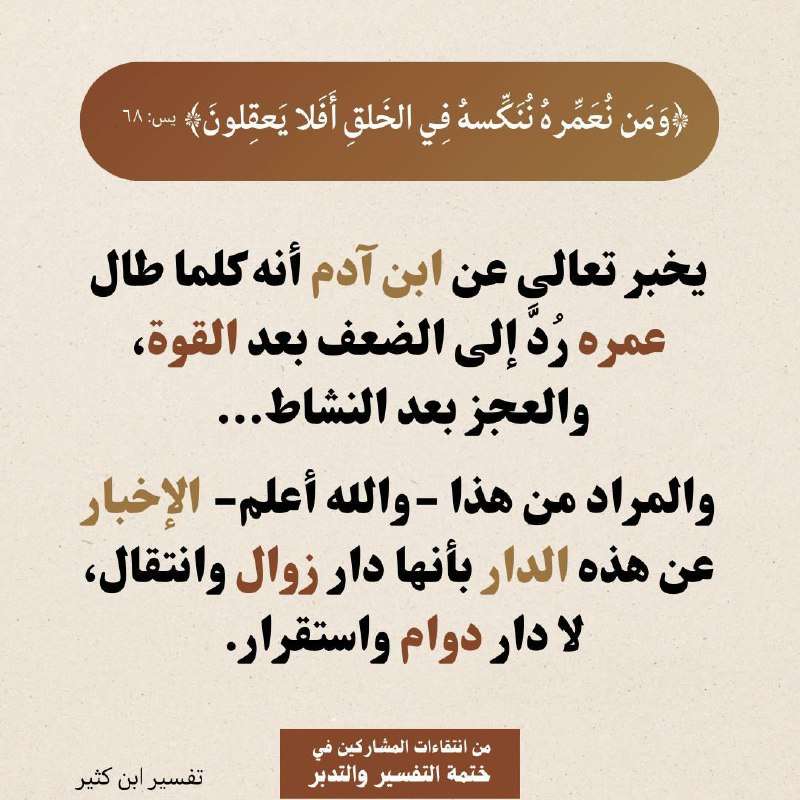 ﴿وَمَن نُعَمِّرهُ نُنَكِّسهُ فِي الخَلقِ أَفَلا يَعقِلونَ﴾ يس: ٦٨
يخبر تعالى عن ابن آدم أنه كلما طال
عمره رُدَّ إلى الضعف بعد القوة،
والعجز بعد النشاط...
والمراد من هذا -والله أعلم- الإخبار
عن هذه الدار بأنها دار زوال وانتقال،
لا دار دوام واستقرار.
من انتقاءات المشاركين في
ختمة التفسير والتدبر
تفسير ابن كثير